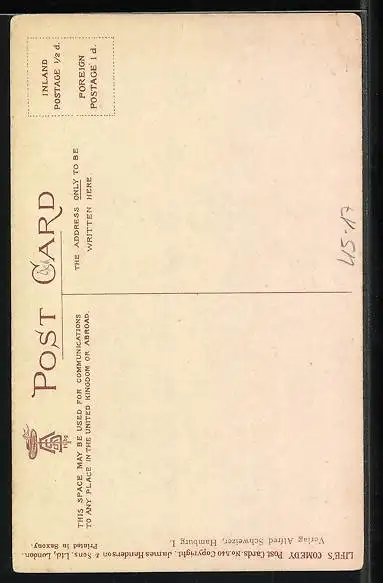 POST CARD
THIS SPACE MAY BE USED FOR COMMUNICATIONS
TO ANY PLACE IN THE UNITED KINGDOM OR ABROAD.
THE ADDRESS ONLY TO BE
WRITTEN HERE
INLAND
POSTAGE 1/2 d.
FOREIGN
POSTAGE 1 d.
45-17
LIFE'S COMEDY Post Cards. No. 540 Copyright. James Henderson & Sons, Ltd., London.
Printed in Saxony.
Verlag Alfred Schweizer, Hamburg I.